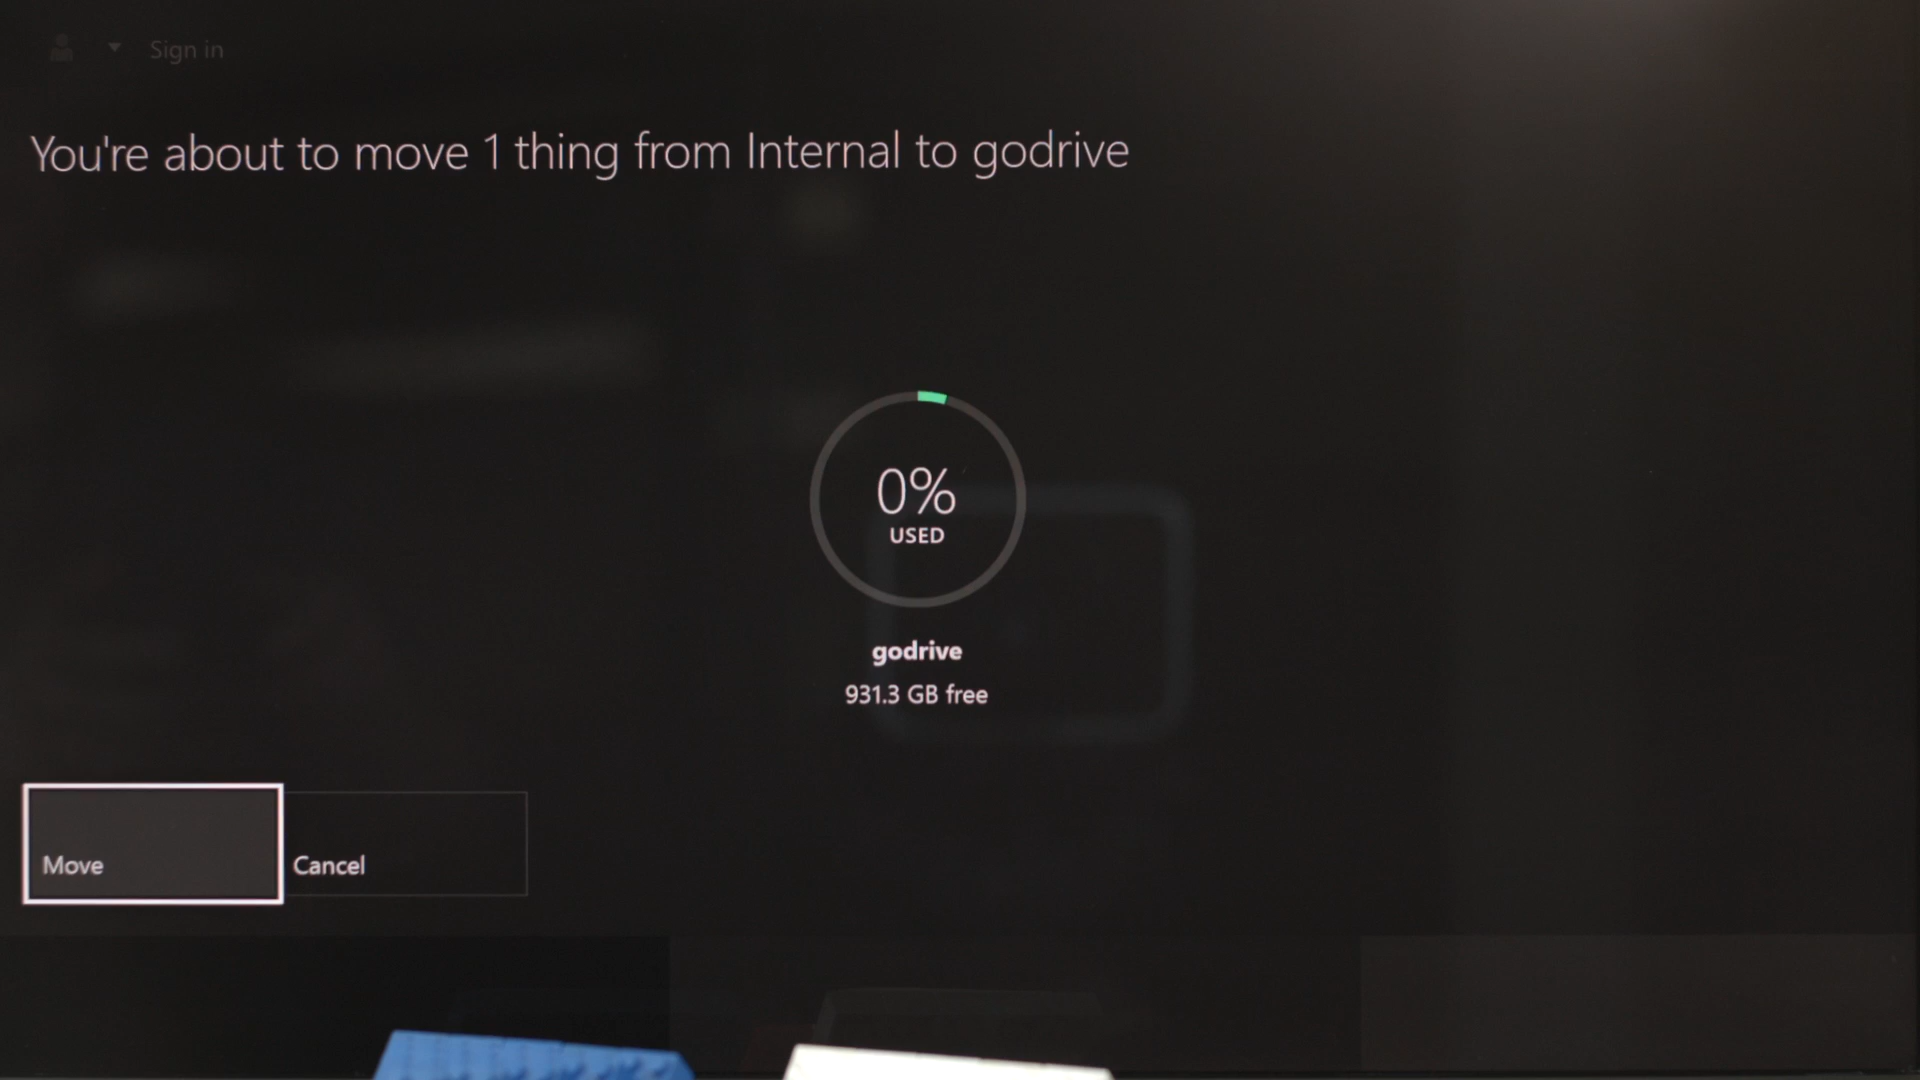 Sign in
You're about to move 1 thing from Internal to godrive
0%
USED
godrive
931.3 GB free
Move
Cancel